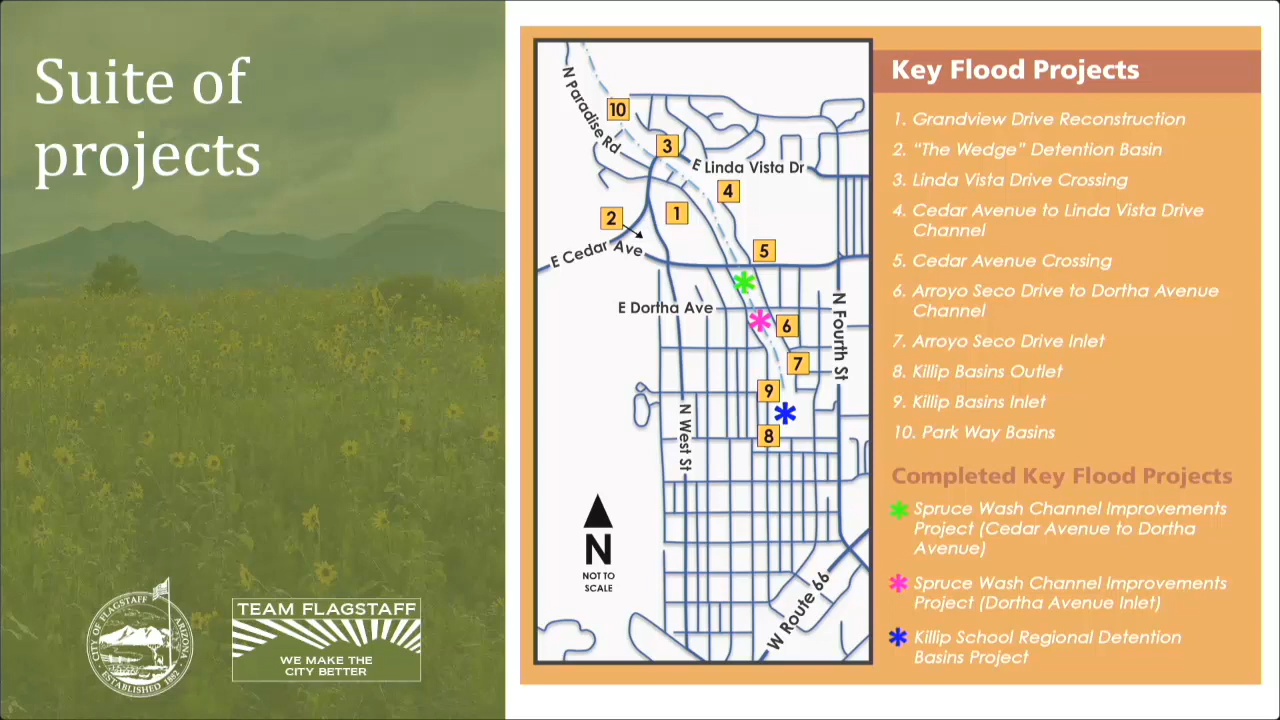 Suite of
projects
CITY OF FLAGSTAFF
ARIZONA
ESTABLISHED 1882
TEAM FLAGSTAFF
WE MAKE THE
CITY BETTER
N Paradise Rd
10
3
E Linda Vista Dr
4
2
1
E Cedar Ave
5
E Dortha Ave
6
N Fourth St
7
9
8
N West St
N
NOT TO
SCALE
W Route 66
Key Flood Projects
1. Grandview Drive Reconstruction
2. “The Wedge” Detention Basin
3. Linda Vista Drive Crossing
4. Cedar Avenue to Linda Vista Drive
Channel
5. Cedar Avenue Crossing
6. Arroyo Seco Drive to Dortha Avenue
Channel
7. Arroyo Seco Drive Inlet
8. Killip Basins Outlet
9. Killip Basins Inlet
10. Park Way Basins
Completed Key Flood Projects
Spruce Wash Channel Improvements
Project (Cedar Avenue to Dortha
Avenue)
Spruce Wash Channel Improvements
Project (Dortha Avenue Inlet)
Killip School Regional Detention
Basins Project